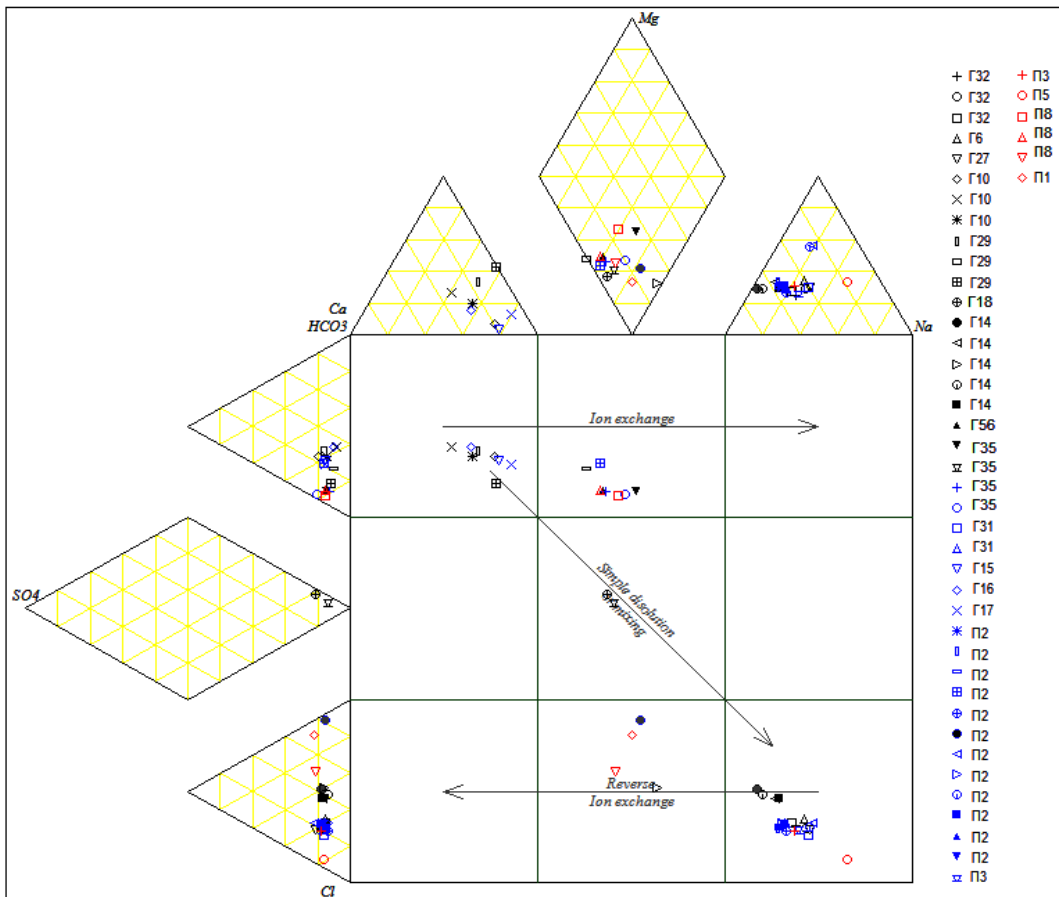 Mg
Ca
HCO3
Na
SO4
Cl
Ion exchange
Simple disolution
mixing
Reverse
Ion exchange
Г32
Г32
Г32
Г6
Г27
Г10
Г10
Г10
Г29
Г29
Г29
Г18
Г14
Г14
Г14
Г14
Г14
Г56
Г35
Г35
Г35
Г35
Г31
Г31
Г15
Г16
Г17
П2
П2
П2
П2
П2
П2
П2
П2
П2
П2
П2
П2
П3
П3
П5
П8
П8
П8
П1